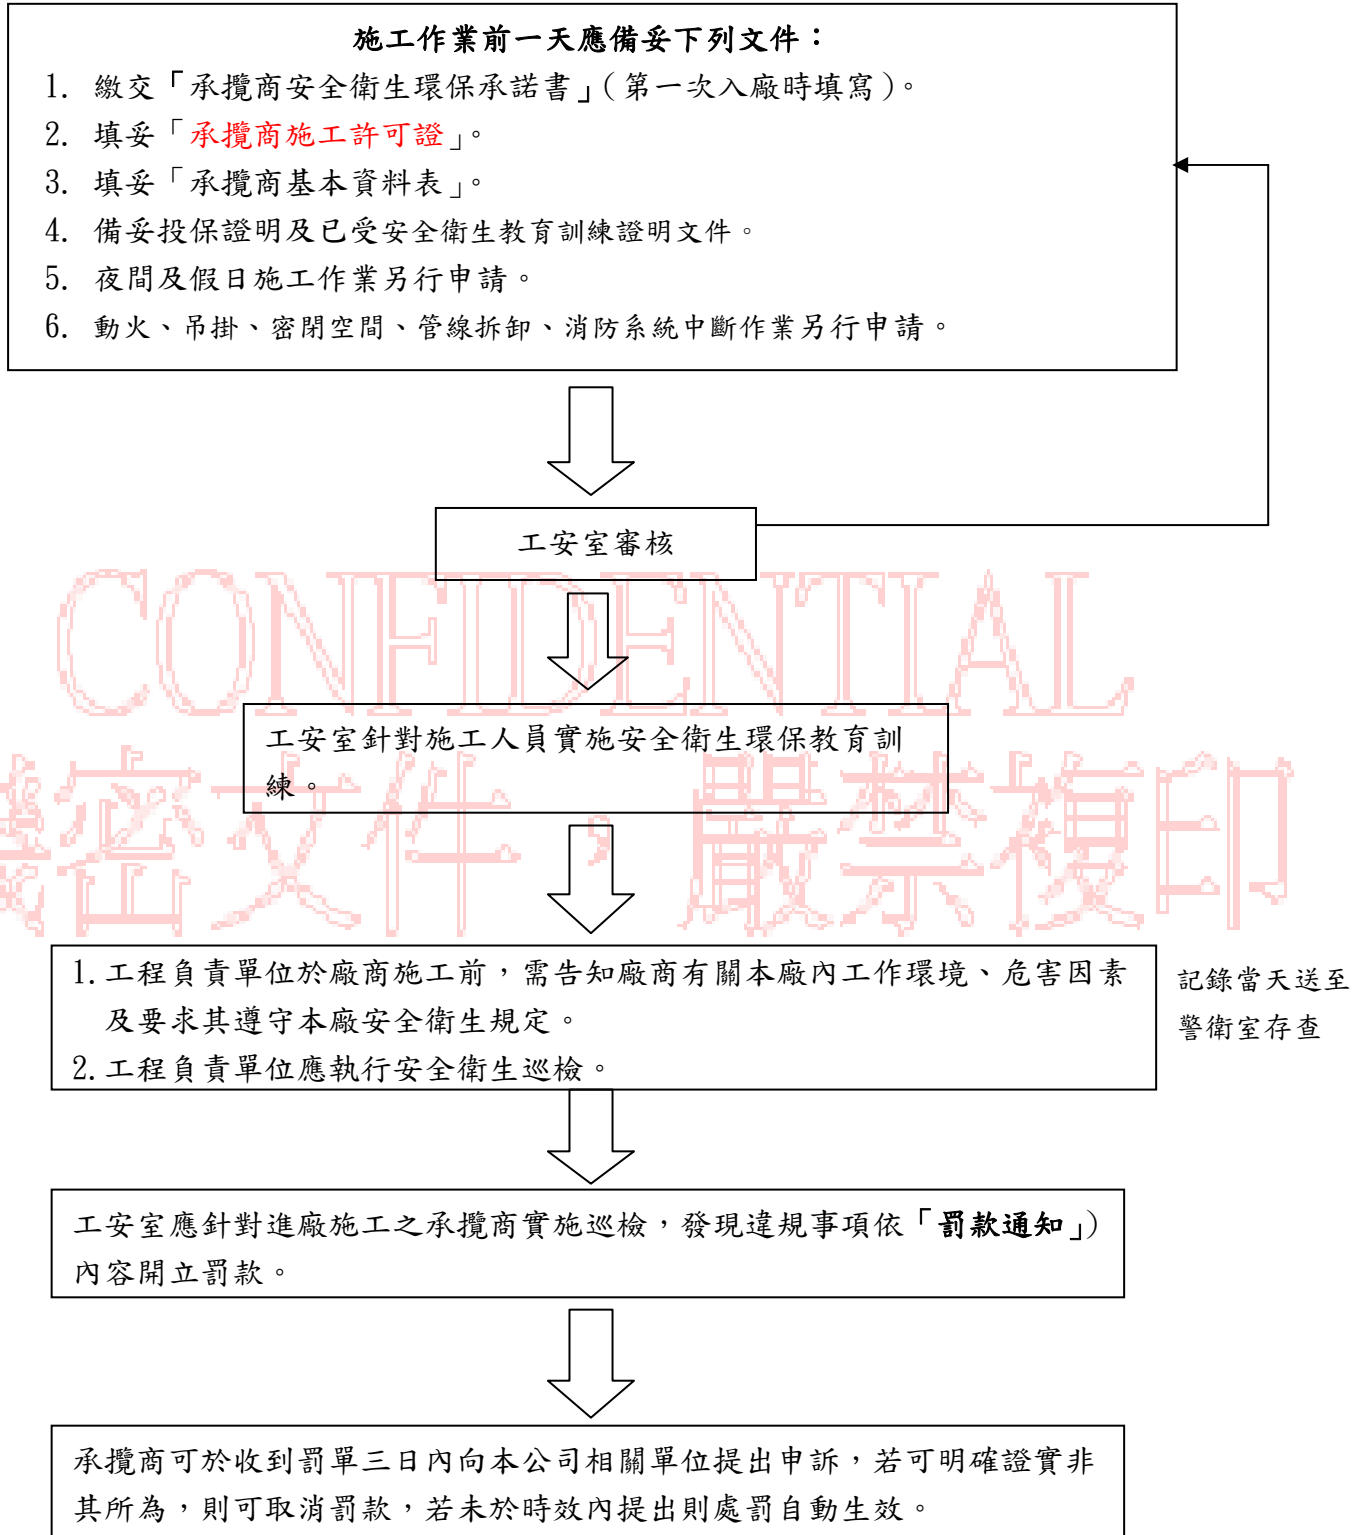 施工作業前一天應備妥下列文件：
1. 繳交「承攬商安全衛生環保承諾書」(第一次入廠時填寫)。
2. 填妥「承攬商施工許可證」。
3. 填妥「承攬商基本資料表」。
4. 備妥投保證明及已受安全衛生教育訓練證明文件。
5. 夜間及假日施工作業另行申請。
6. 動火、吊掛、密閉空間、管線拆卸、消防系統中斷作業另行申請。
工安室審核
CONFIDENTIAL
工安室針對施工人員實施安全衛生環保教育訓
練。
機密文件，嚴禁複印
1. 工程負責單位於廠商施工前，需告知廠商有關本廠內工作環境、危害因素
及要求其遵守本廠安全衛生規定。
2. 工程負責單位應執行安全衛生巡檢。
記錄當天送至
警衛室存查
工安室應針對進廠施工之承攬商實施巡檢，發現違規事項依「罰款通知」)
內容開立罰款。
承攬商可於收到罰單三日內向本公司相關單位提出申訴，若可明確證實非
其所為，則可取消罰款，若未於時效內提出則處罰自動生效。